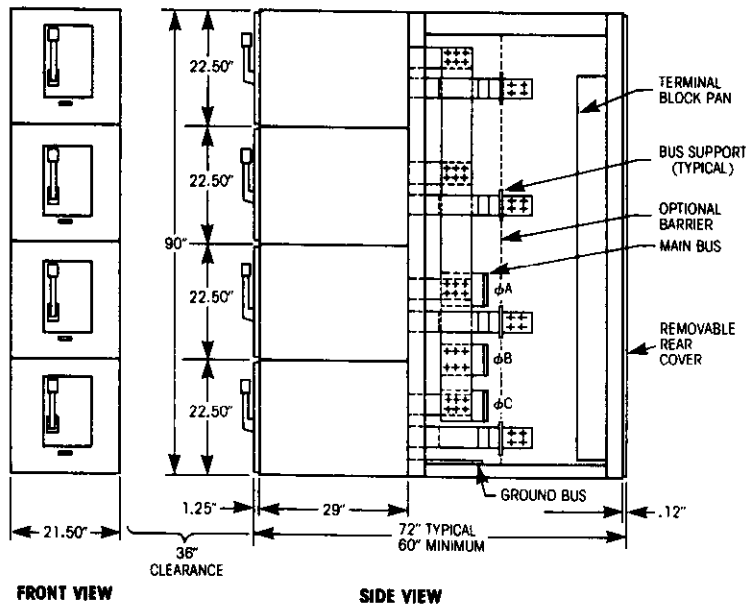 22.50"
22.50"
90"
22.50"
22.50"
TERMINAL
BLOCK PAN
BUS SUPPORT
(TYPICAL)
OPTIONAL
BARRIER
MAIN BUS
φA
φB
φC
REMOVABLE
REAR
COVER
GROUND BUS
21.50"
36"
CLEARANCE
1.25"
29"
72" TYPICAL
60" MINIMUM
.12"
FRONT VIEW
SIDE VIEW